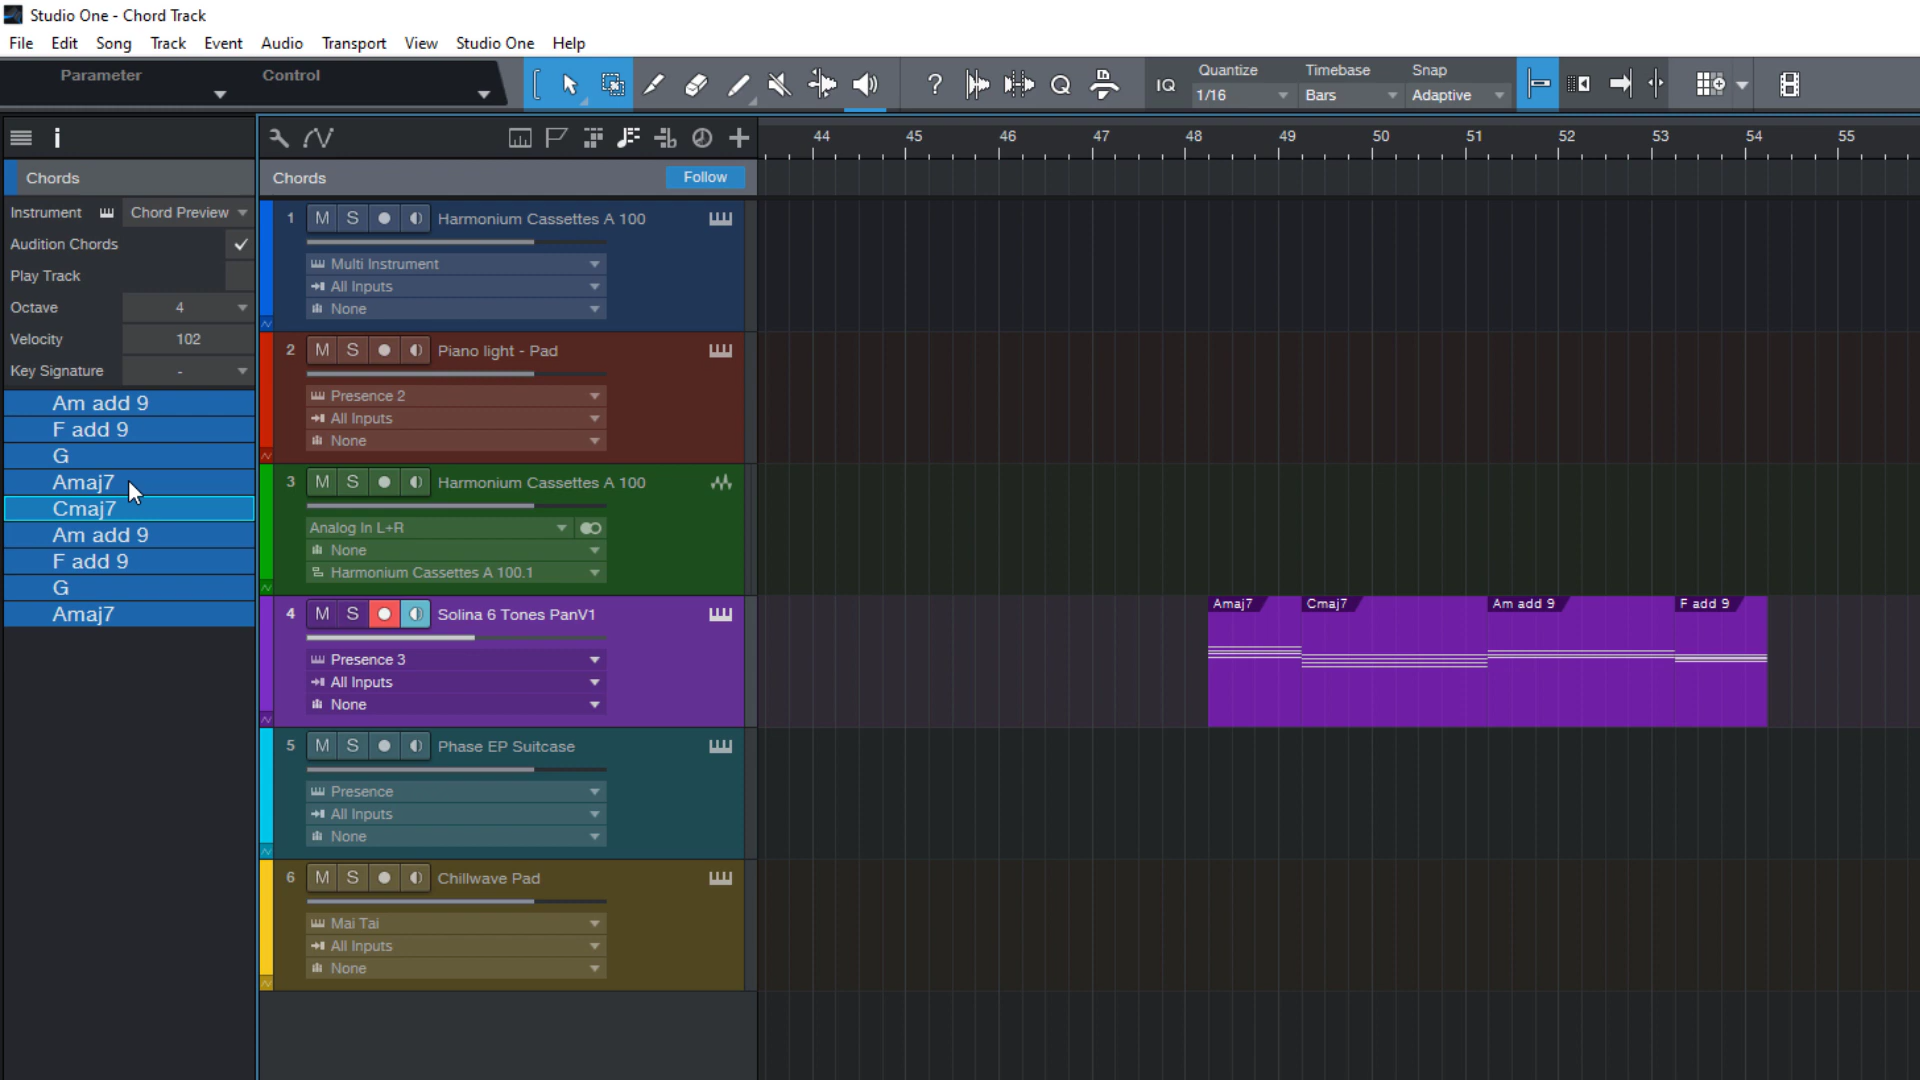 Studio One - Chord Track
File Edit Song Track Event Audio Transport View Studio One Help
Parameter Control
? Q IQ Quantize Timebase Snap
1/16 Bars Adaptive
i 44 45 46 47 48 49 50 51 52 53 54 55
Chords
Instrument Chord Preview
Audition Chords
Play Track
Octave 4
Velocity 102
Key Signature -
Am add 9
F add 9
G
Amaj7
Cmaj7
Am add 9
F add 9
G
Amaj7
Chords Follow
1 M S Harmonium Cassettes A 100
Multi Instrument
All Inputs
None
2 M S Piano light - Pad
Presence 2
All Inputs
None
3 M S Harmonium Cassettes A 100
Analog In L+R
None
Harmonium Cassettes A 100.1
4 M S Solina 6 Tones PanV1
Presence 3
All Inputs
None
Amaj7 Cmaj7 Am add 9 F add 9
5 M S Phase EP Suitcase
Presence
All Inputs
None
6 M S Chillwave Pad
Mai Tai
All Inputs
None